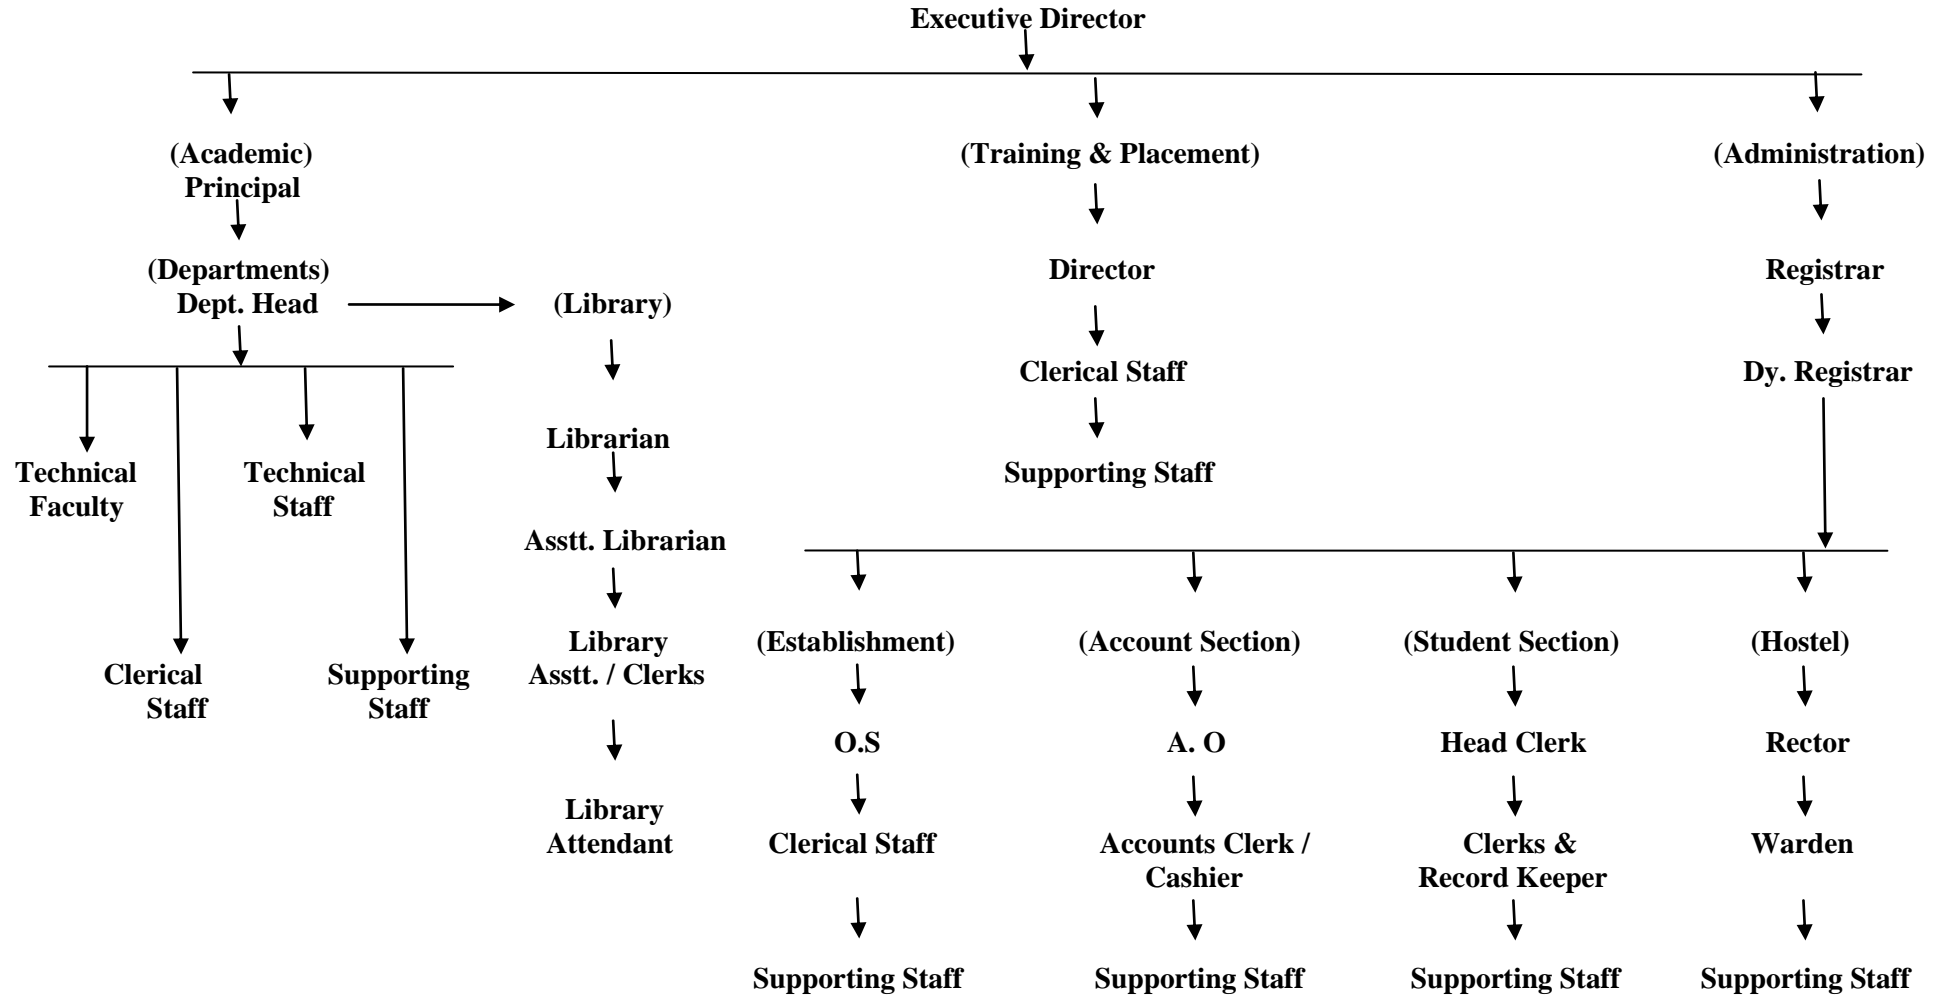 Executive Director
(Academic)
Principal
(Training & Placement)
(Administration)
(Departments)
Dept. Head
(Library)
Director
Registrar
Clerical Staff
Dy. Registrar
Librarian
Technical
Faculty
Technical
Staff
Supporting Staff
Asstt. Librarian
Library
Asstt. / Clerks
(Establishment)
(Account Section)
(Student Section)
(Hostel)
Clerical
Staff
Supporting
Staff
O.S
A. O
Head Clerk
Rector
Library
Attendant
Clerical Staff
Accounts Clerk /
Cashier
Clerks &
Record Keeper
Warden
Supporting Staff
Supporting Staff
Supporting Staff
Supporting Staff